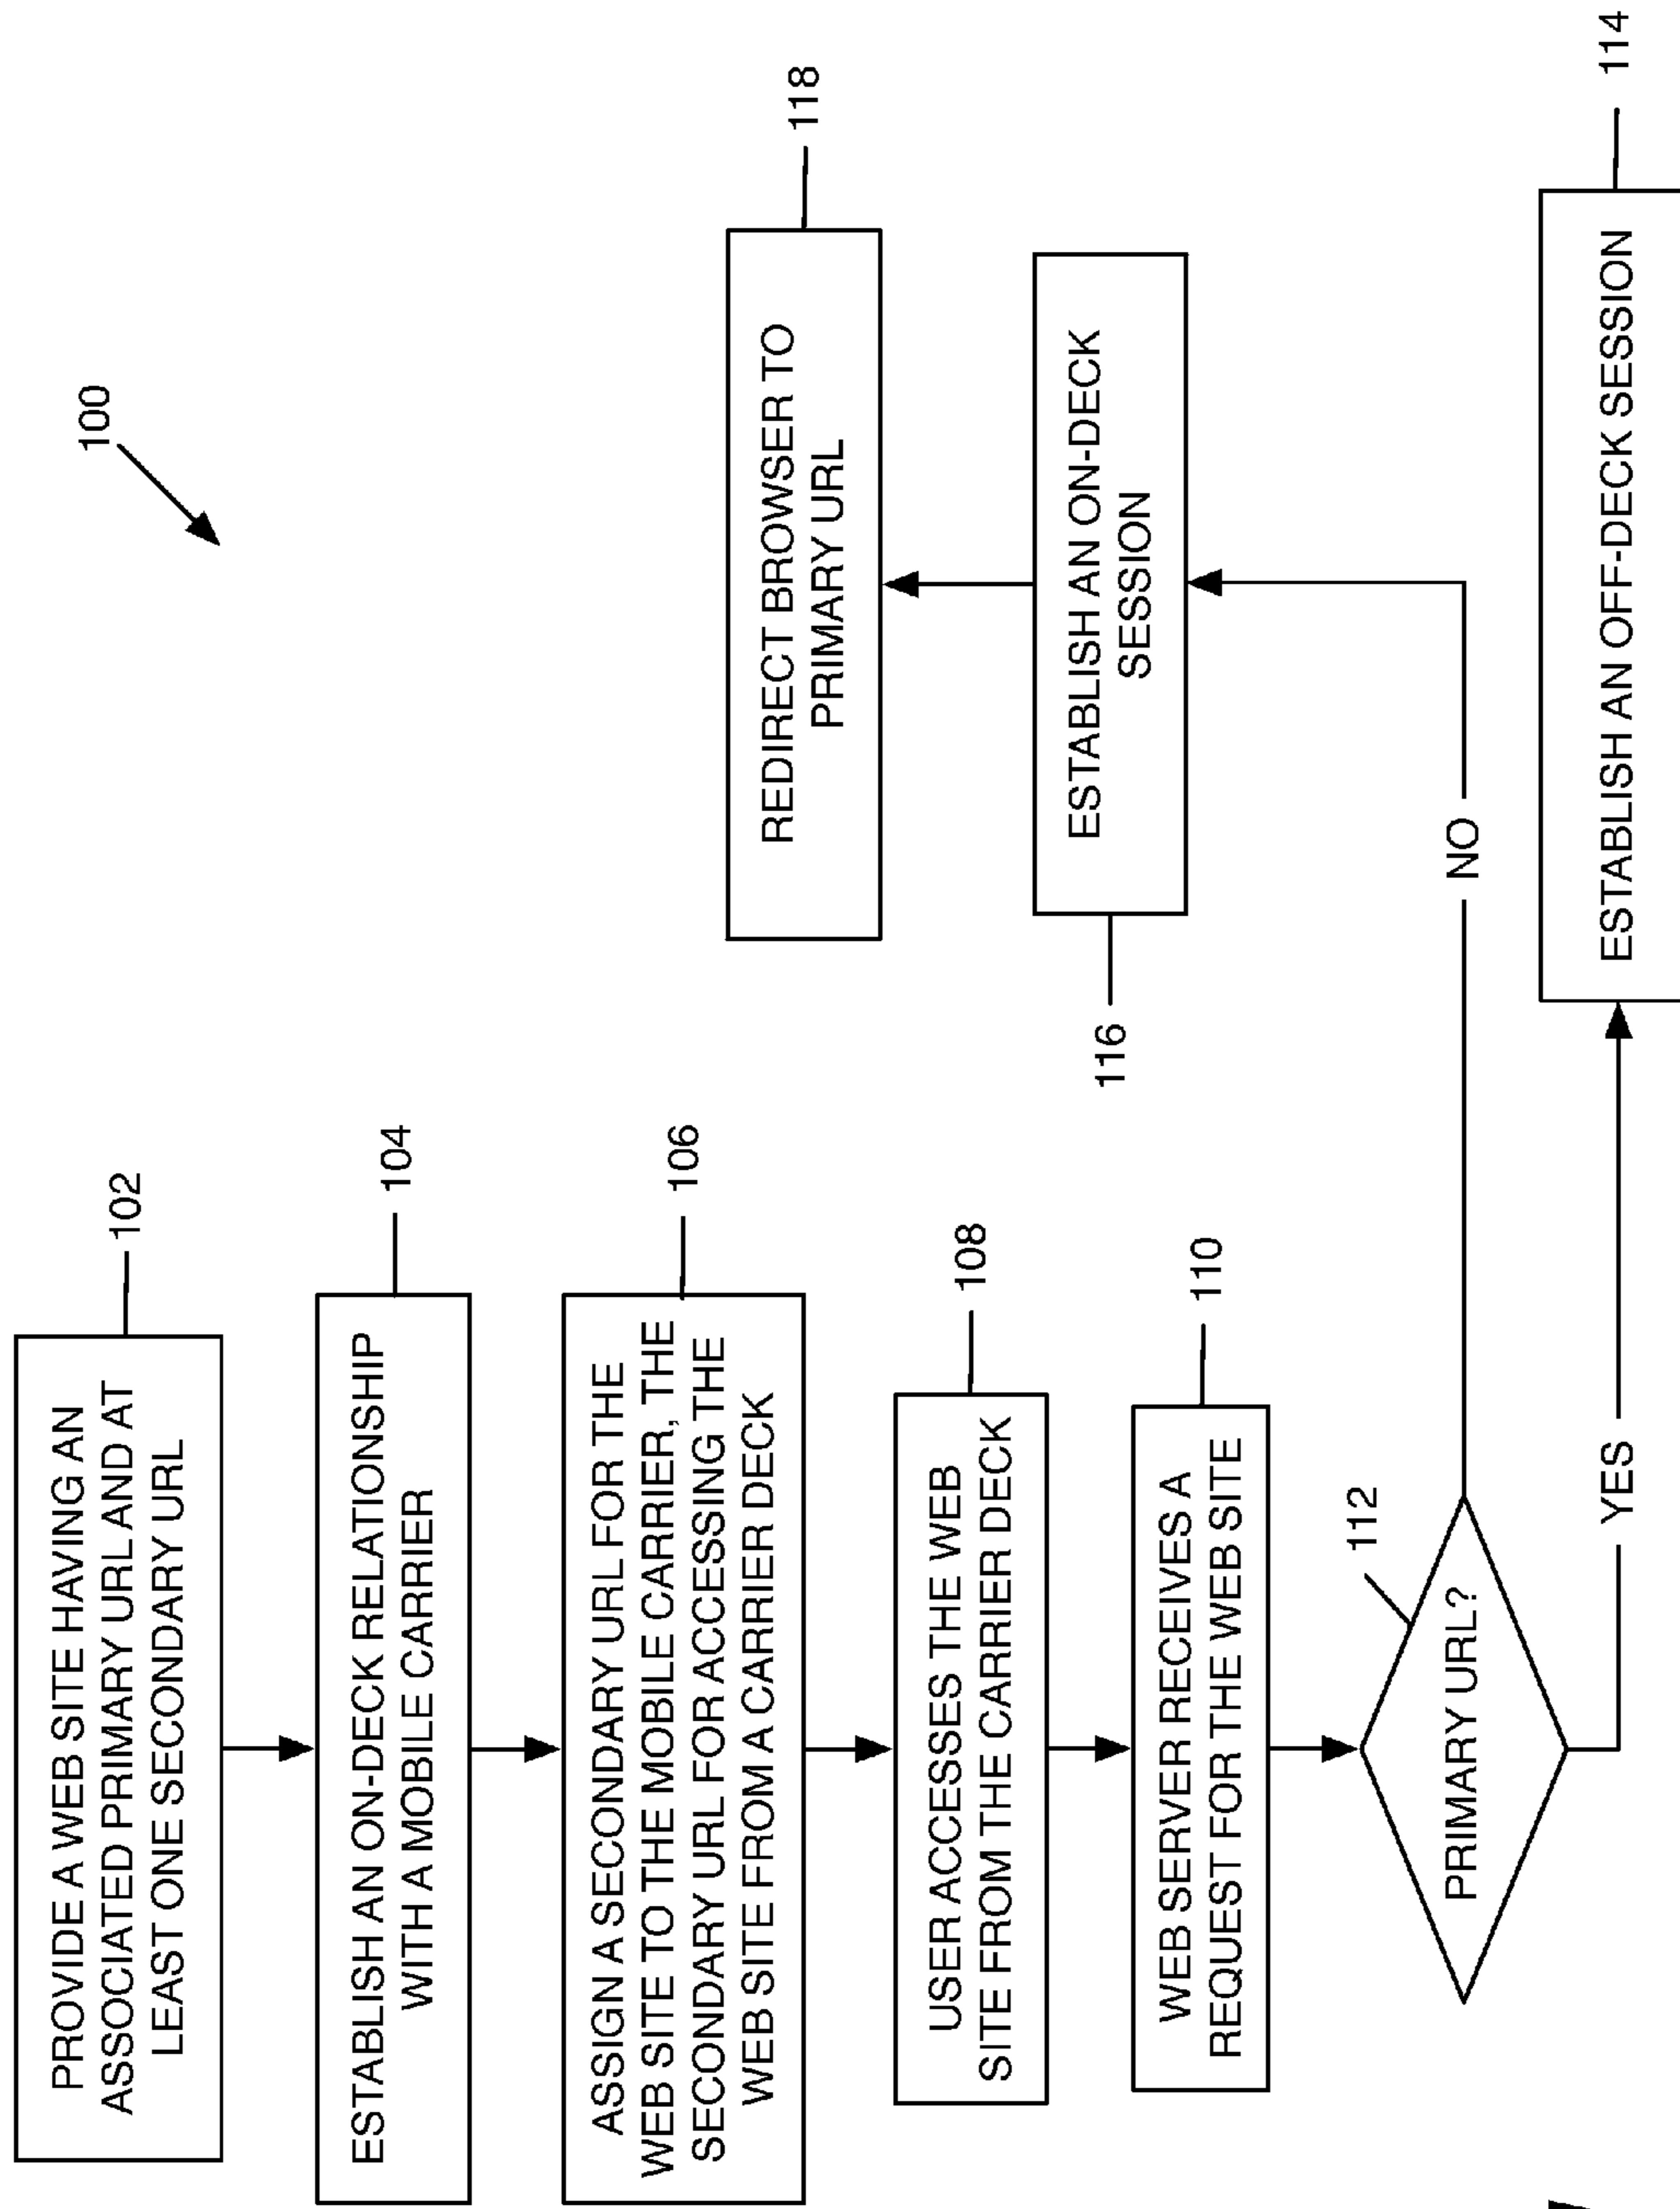 100
PROVIDE A WEB SITE HAVING AN
ASSOCIATED PRIMARY URL AND AT
LEAST ONE SECONDARY URL
102
ESTABLISH AN ON-DECK RELATIONSHIP
WITH A MOBILE CARRIER
104
ASSIGN A SECONDARY URL FOR THE
WEB SITE TO THE MOBILE CARRIER, THE
SECONDARY URL FOR ACCESSING THE
WEB SITE FROM A CARRIER DECK
106
USER ACCESSES THE WEB
SITE FROM THE CARRIER DECK
108
WEB SERVER RECEIVES A
REQUEST FOR THE WEB SITE
110
PRIMARY URL?
112
NO
YES
REDIRECT BROWSER TO
PRIMARY URL
118
ESTABLISH AN ON-DECK
SESSION
116
ESTABLISH AN OFF-DECK SESSION
114